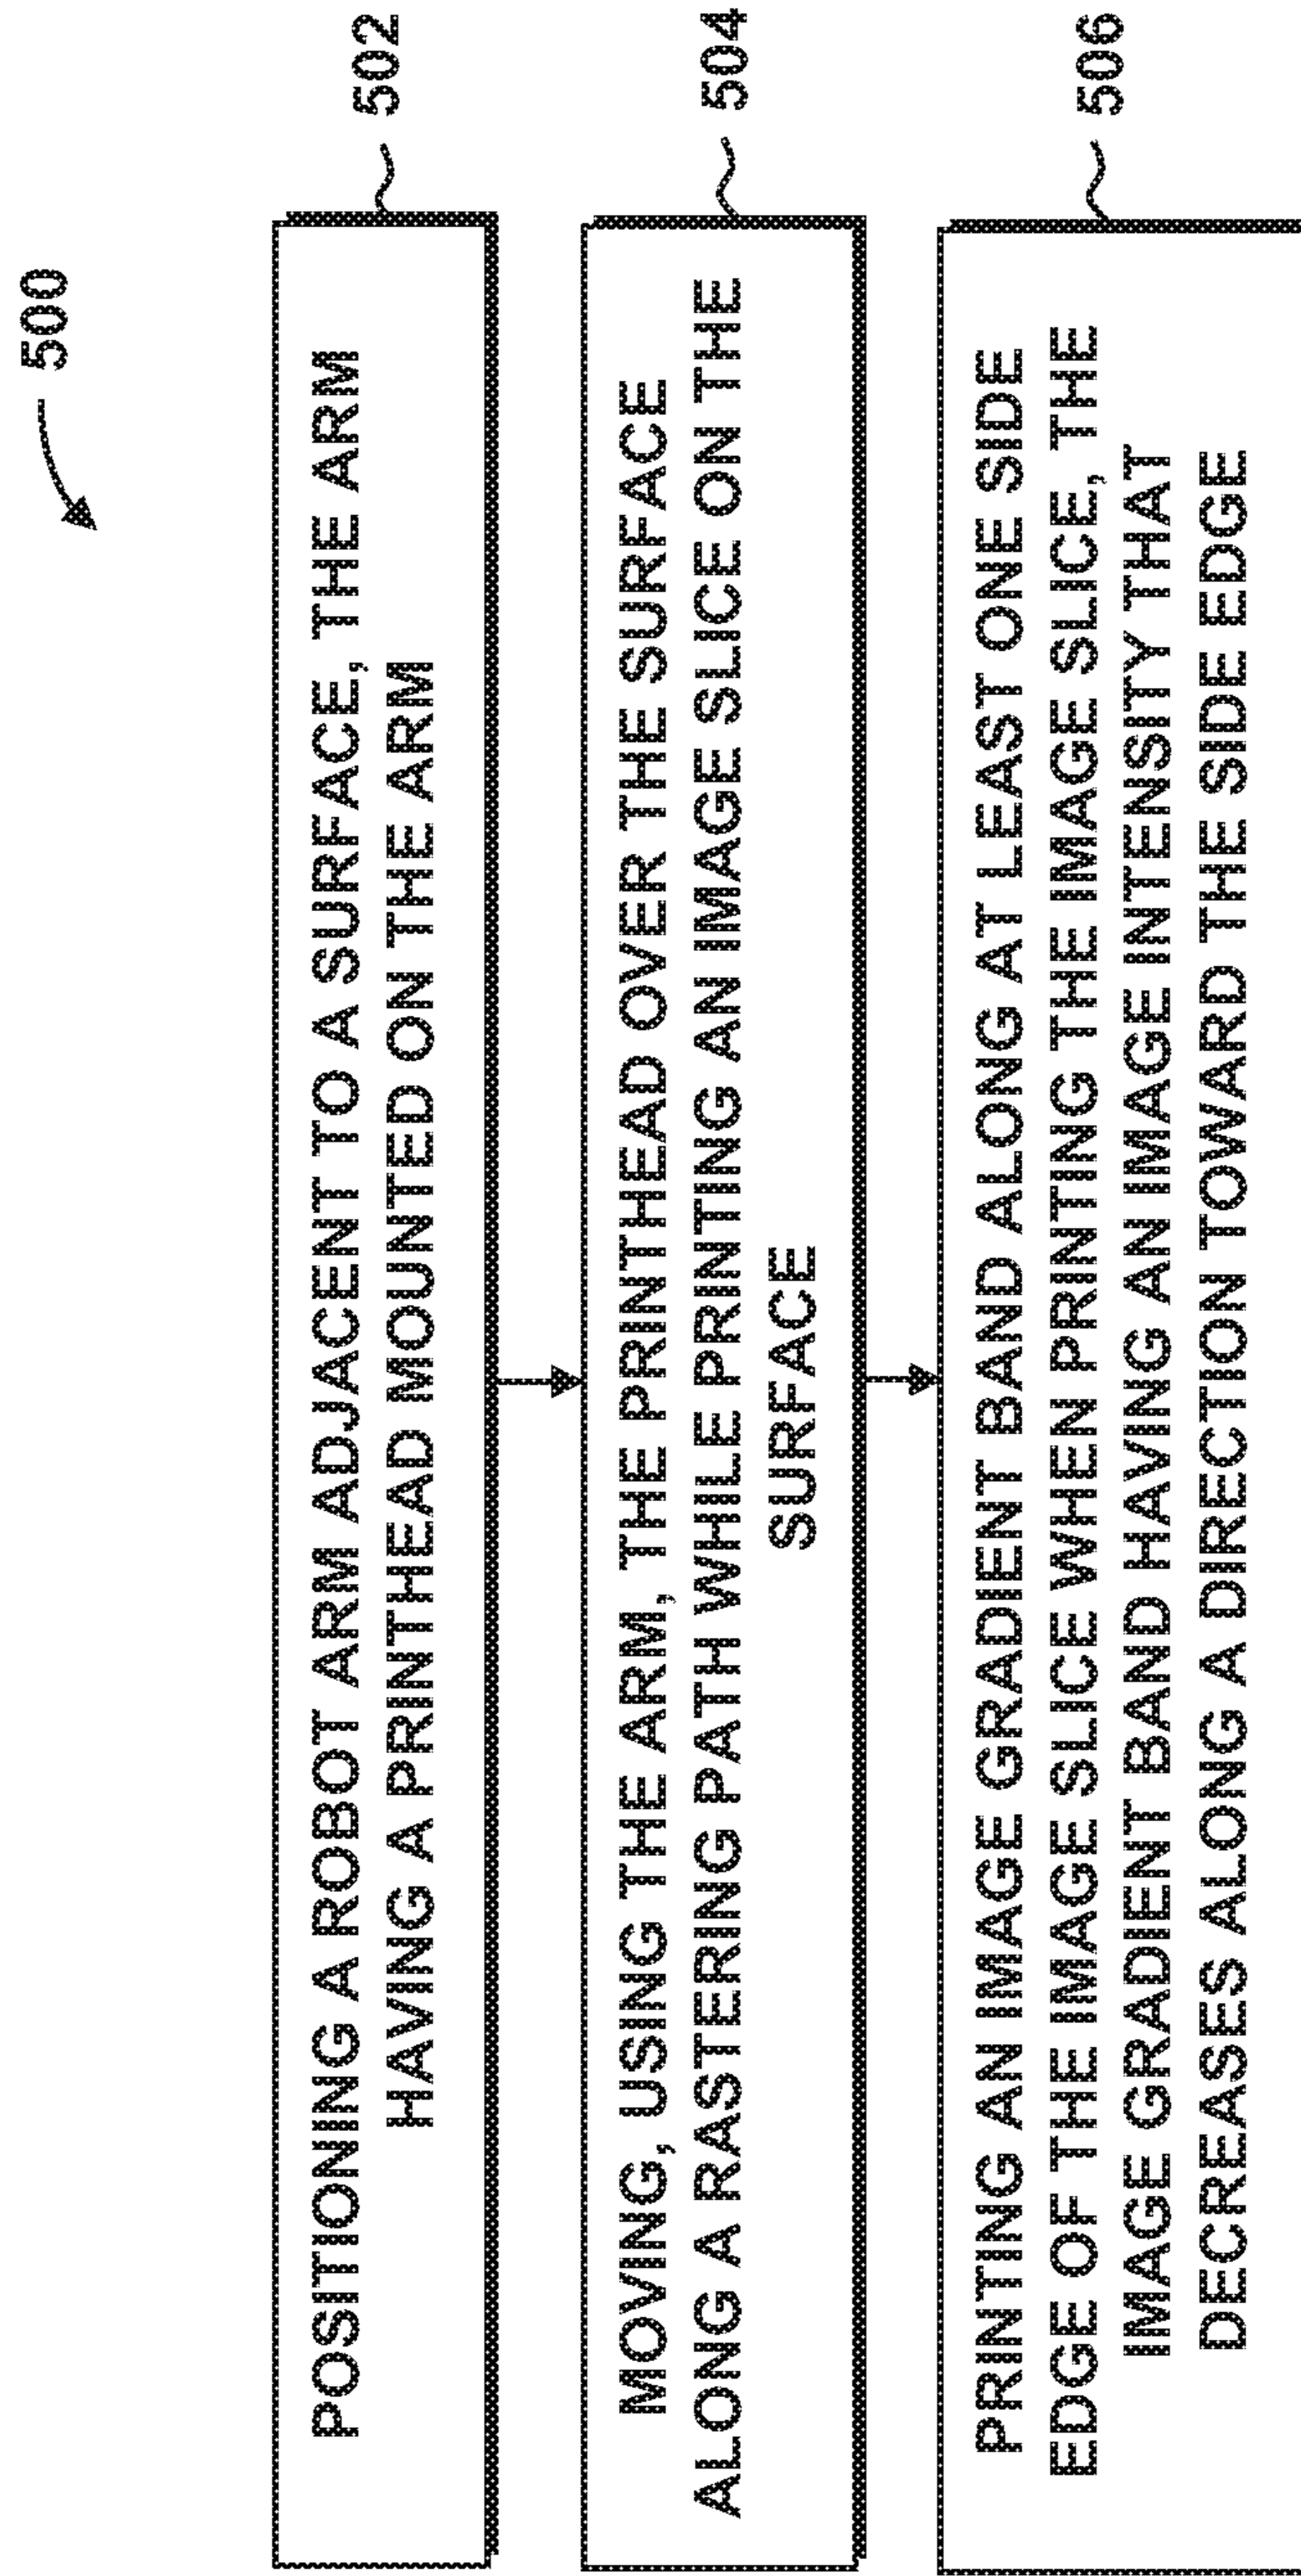 500
POSITIONING A ROBOT ARM ADJACENT TO A SURFACE, THE ARM
HAVING A PRINTHEAD MOUNTED ON THE ARM
502
MOVING, USING THE ARM, THE PRINTHEAD OVER THE SURFACE
ALONG A RASTERING PATH WHILE PRINTING AN IMAGE SLICE ON THE
SURFACE
504
PRINTING AN IMAGE GRADIENT BAND ALONG AT LEAST ONE SIDE
EDGE OF THE IMAGE SLICE WHEN PRINTING THE IMAGE SLICE, THE
IMAGE GRADIENT BAND HAVING AN IMAGE INTENSITY THAT
DECREASES ALONG A DIRECTION TOWARD THE SIDE EDGE
506